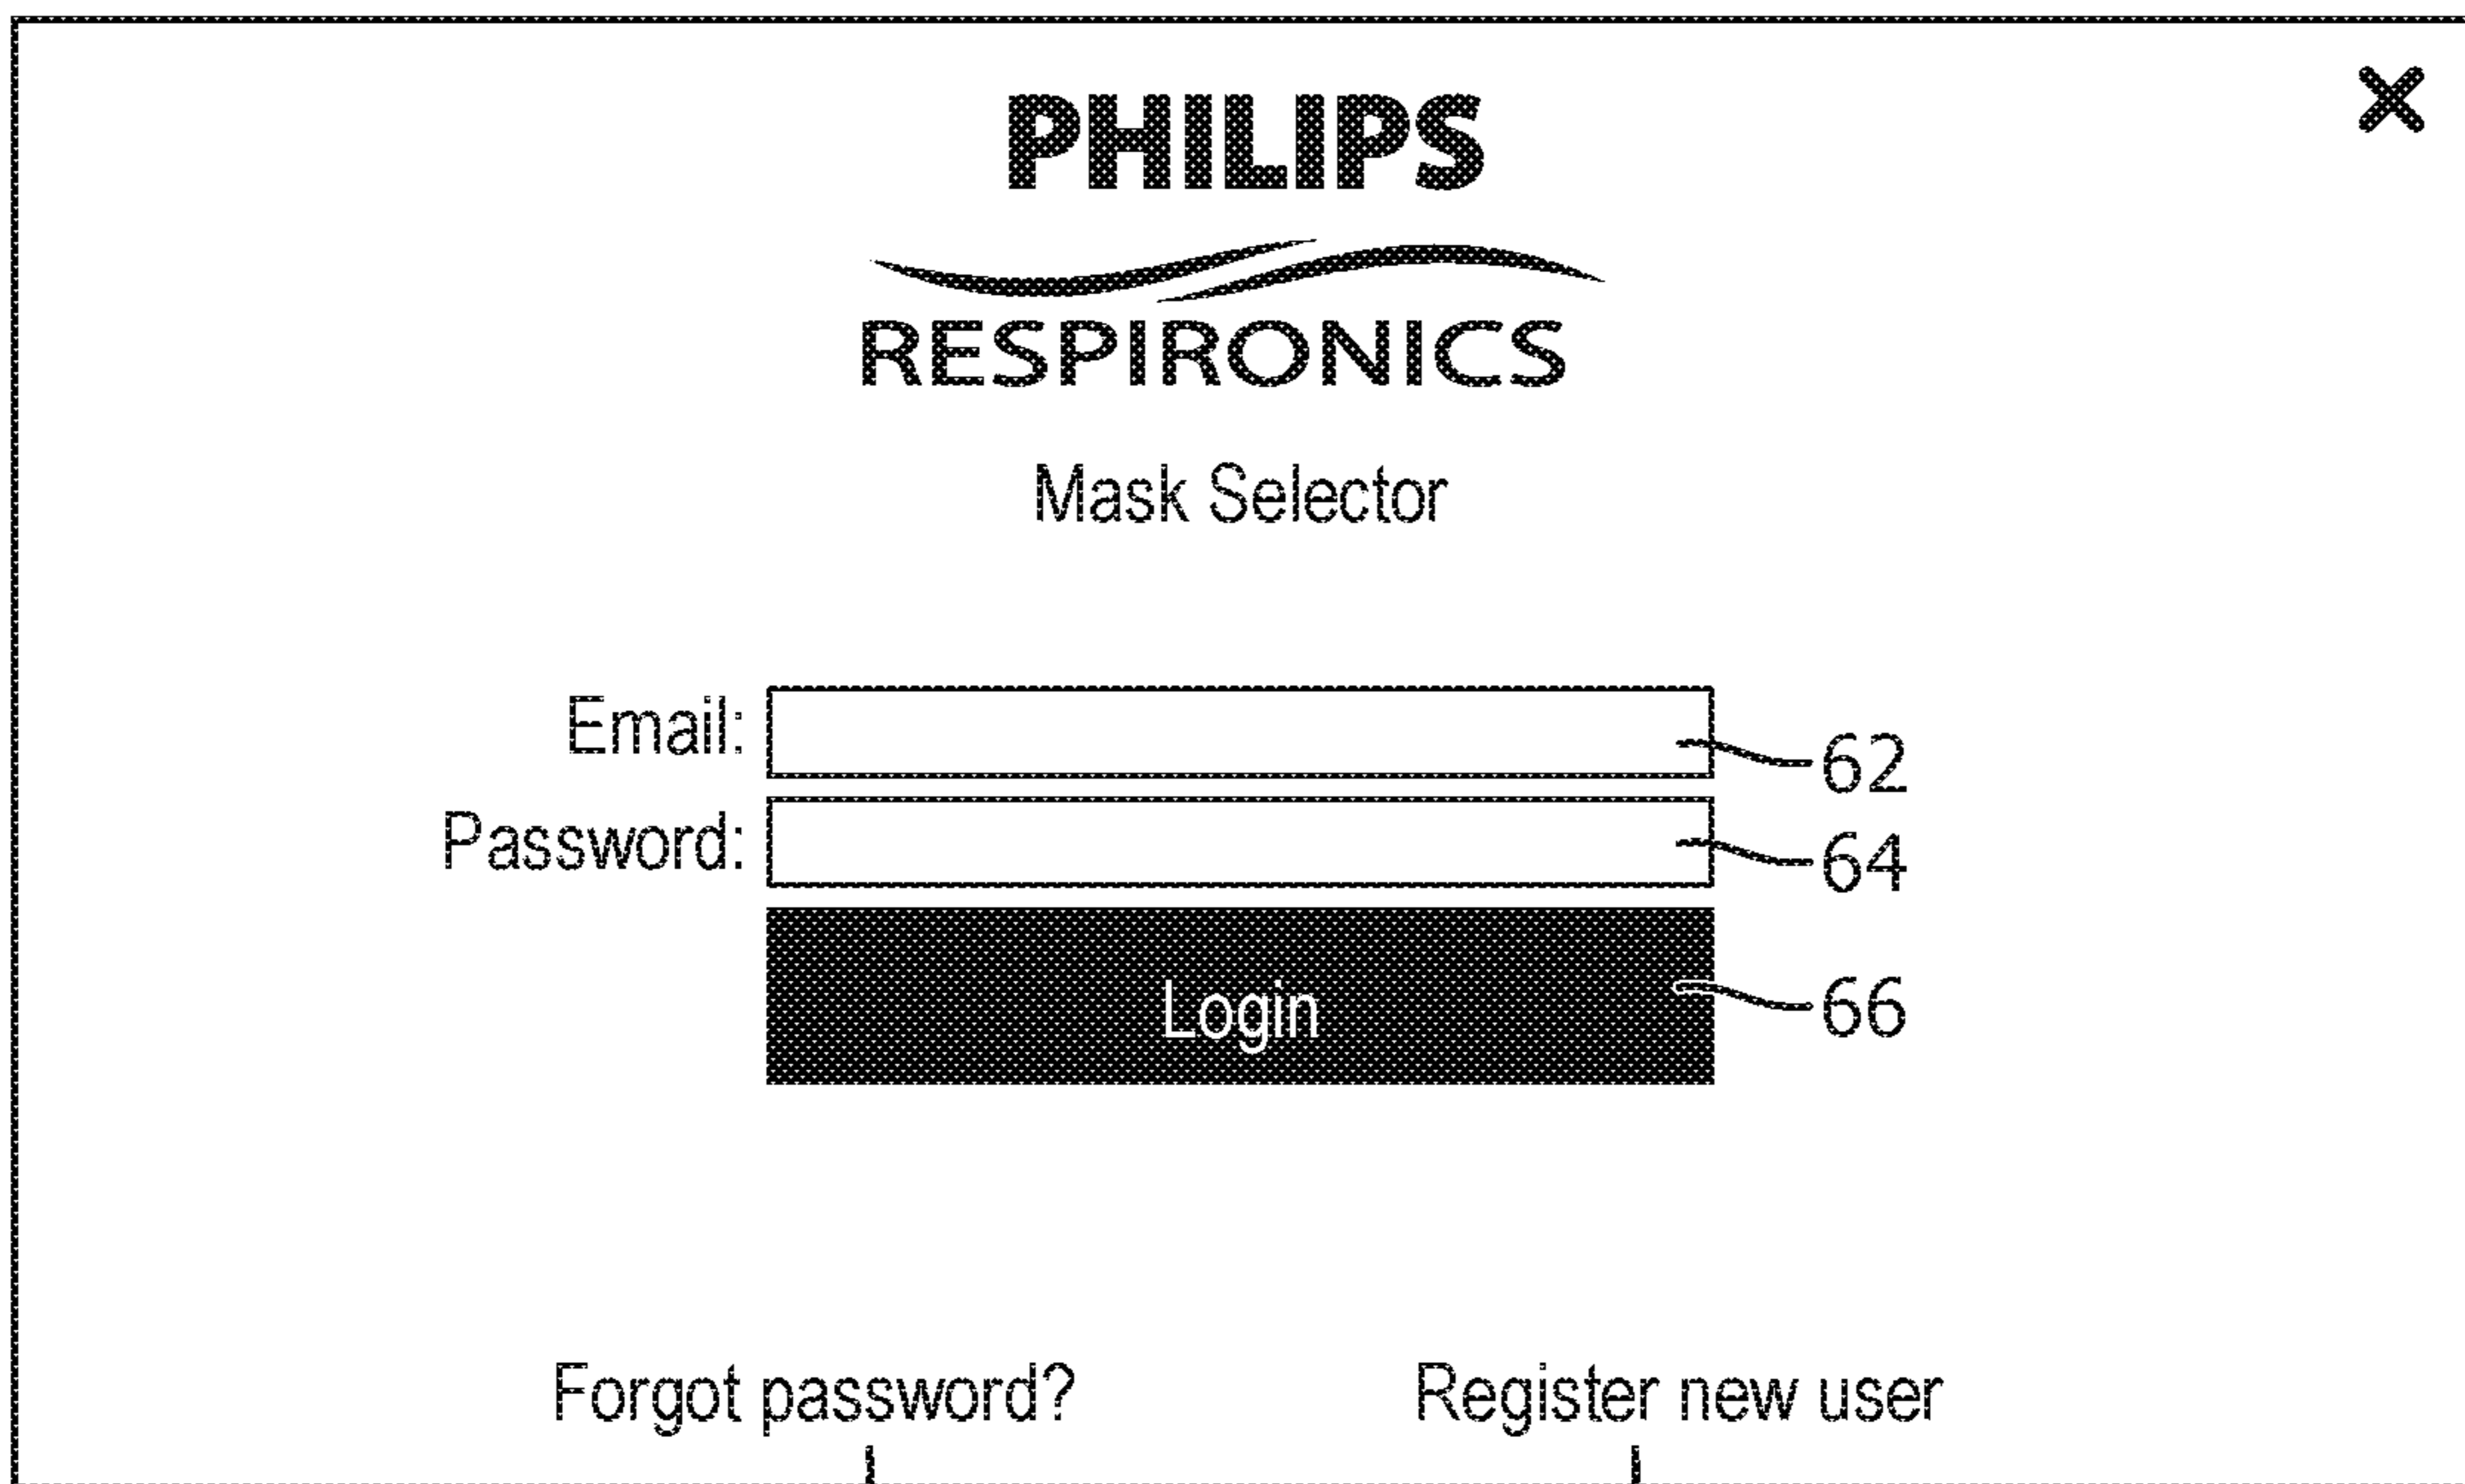 PHILIPS
RESPIRONICS
Mask Selector
Email:
62
Password:
64
Login
66
Forgot password?
Register new user